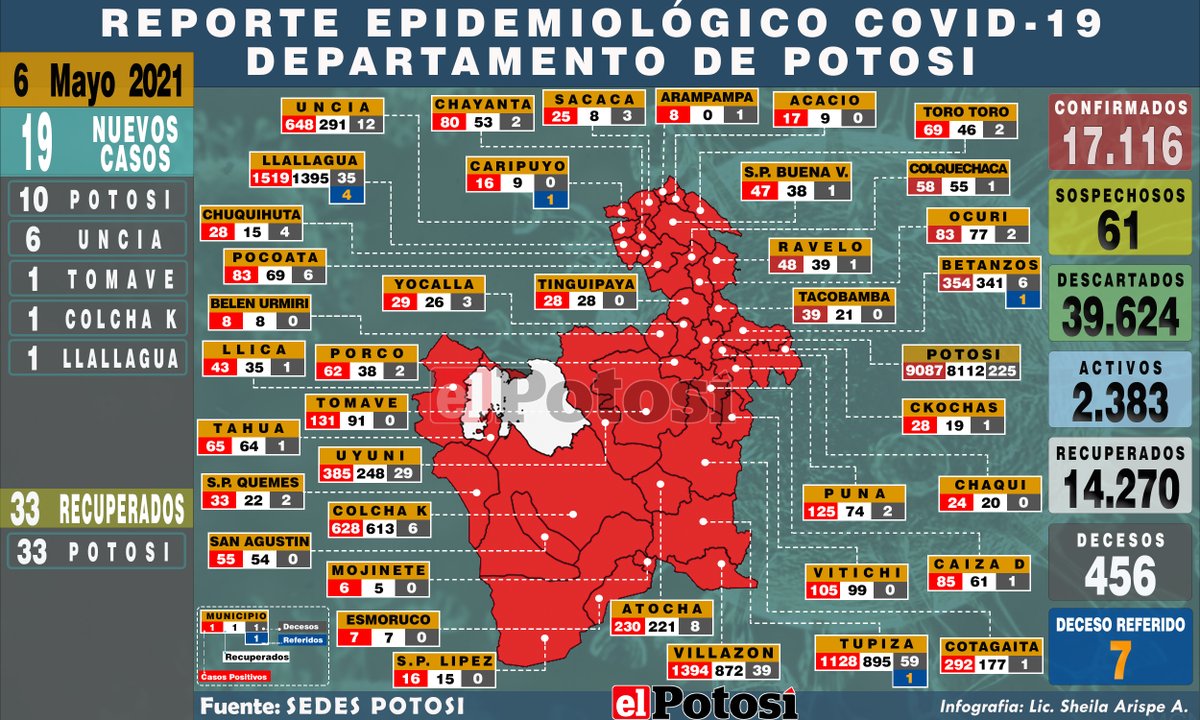 REPORTE EPIDEMIOLÓGICO COVID-19
DEPARTAMENTO DE POTOSI
6 Mayo 2021
19 NUEVOS CASOS
10 POTOSI
6 UNCIA
1 TOMAVE
1 COLCHA K
1 LLALLAGUA
33 RECUPERADOS
33 POTOSI
UNCIA
648 291 12
CHAYANTA
80 53 2
SACACA
25 8 3
ARAMPAMPA
8 0 1
ACACIO
17 9 0
TORO TORO
69 46 2
LLALLAGUA
1519 1395 35
4
CARIPUYO
16 9 0
1
S.P. BUENA V.
47 38 1
COLQUECHACA
58 55 1
CHUQUIHUTA
28 15 4
OCURI
83 77 2
POCOATA
83 69 6
RAVELO
48 39 1
YOCALLA
29 26 3
TINGUIPAYA
28 28 0
BETANZOS
354 341 6
1
BELEN URMIRI
8 8 0
TACOBAMBA
39 21 0
LLICA
43 35 1
PORCO
62 38 2
POTOSI
9087 8112 225
TOMAVE
131 91 0
CKOCHAS
28 19 1
TAHUA
65 64 1
UYUNI
385 248 29
S.P. QUEMES
33 22 2
PUNA
125 74 2
CHAQUI
24 20 0
COLCHA K
628 613 6
SAN AGUSTIN
55 54 0
MOJINETE
6 5 0
VITICHI
105 99 0
CAIZA D
85 61 1
ESMORUCO
7 7 0
ATOCHA
230 221 8
S.P. LIPEZ
16 15 0
VILLAZON
1394 872 39
TUPIZA
1128 895 59
1
COTAGAITA
292 177 1
el Potosí
MUNICIPIO
1 1 1
1
Decesos
Referidos
Recuperados
Casos Positivos
CONFIRMADOS
17.116
SOSPECHOSOS
61
DESCARTADOS
39.624
ACTIVOS
2.383
RECUPERADOS
14.270
DECESOS
456
DECESO REFERIDO
7
Fuente: SEDES POTOSI
el Potosí
Infografia: Lic. Sheila Arispe A.